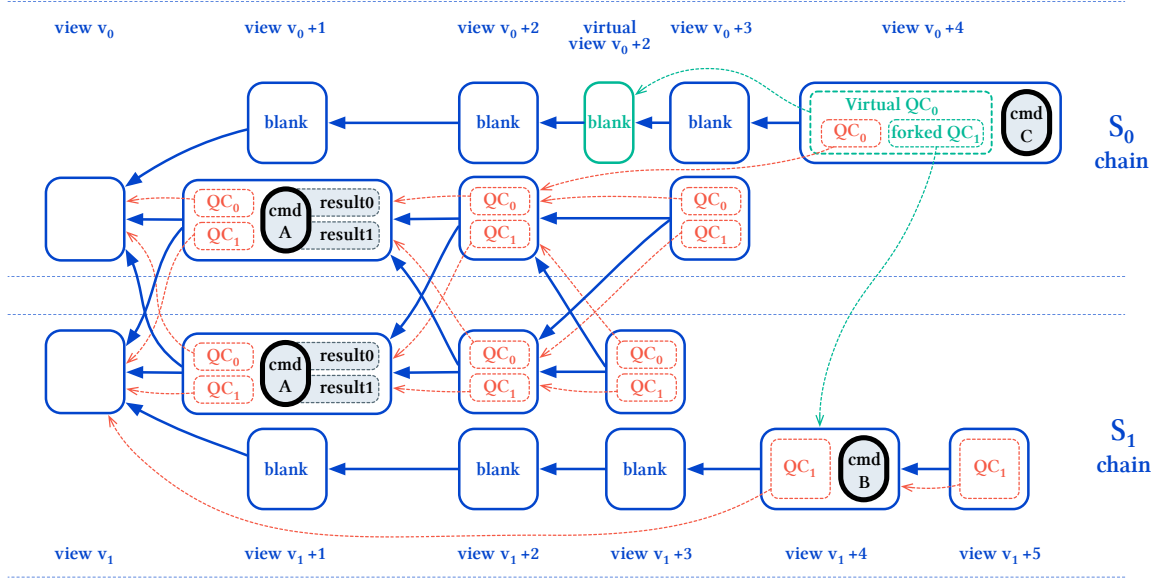 view v₀ view v₀+1 view v₀+2 virtual view v₀+3 view v₀+4
view v₀+2
blank blank blank blank Virtual QC₀ cmd
QC₀ forked QC₁ C
S₀
chain
QC₀ cmd result0 QC₀ QC₀
QC₁ A result1 QC₁ QC₁
QC₀ cmd result0 QC₀ QC₀
QC₁ A result1 QC₁ QC₁
S₁
chain
blank blank blank QC₁ cmd QC₁
B
view v₁ view v₁+1 view v₁+2 view v₁+3 view v₁+4 view v₁+5